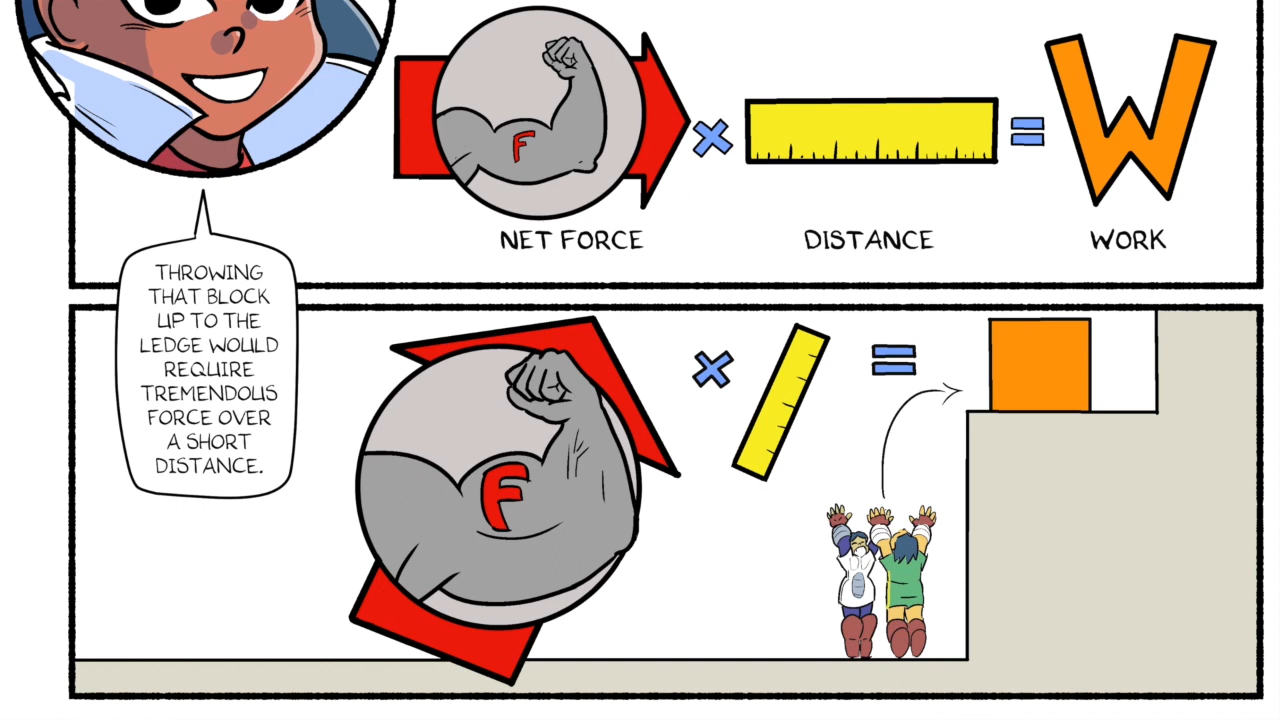 F
×
=
W
NET FORCE
DISTANCE
WORK
THROWING
THAT BLOCK
UP TO THE
LEDGE WOULD
REQUIRE
TREMENDOUS
FORCE OVER
A SHORT
DISTANCE.
F
×
=